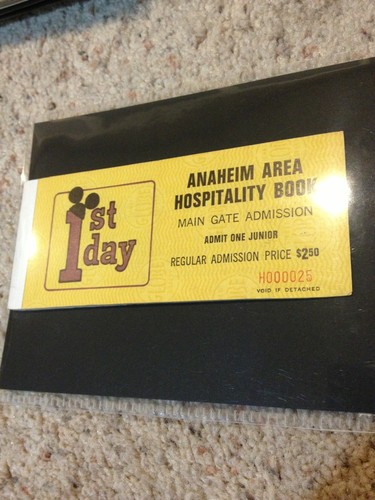 1st
day
ANAHEIM AREA
HOSPITALITY BOOK
MAIN GATE ADMISSION
ADMIT ONE JUNIOR
REGULAR ADMISSION PRICE $2.50
H000025
VOID IF DETACHED